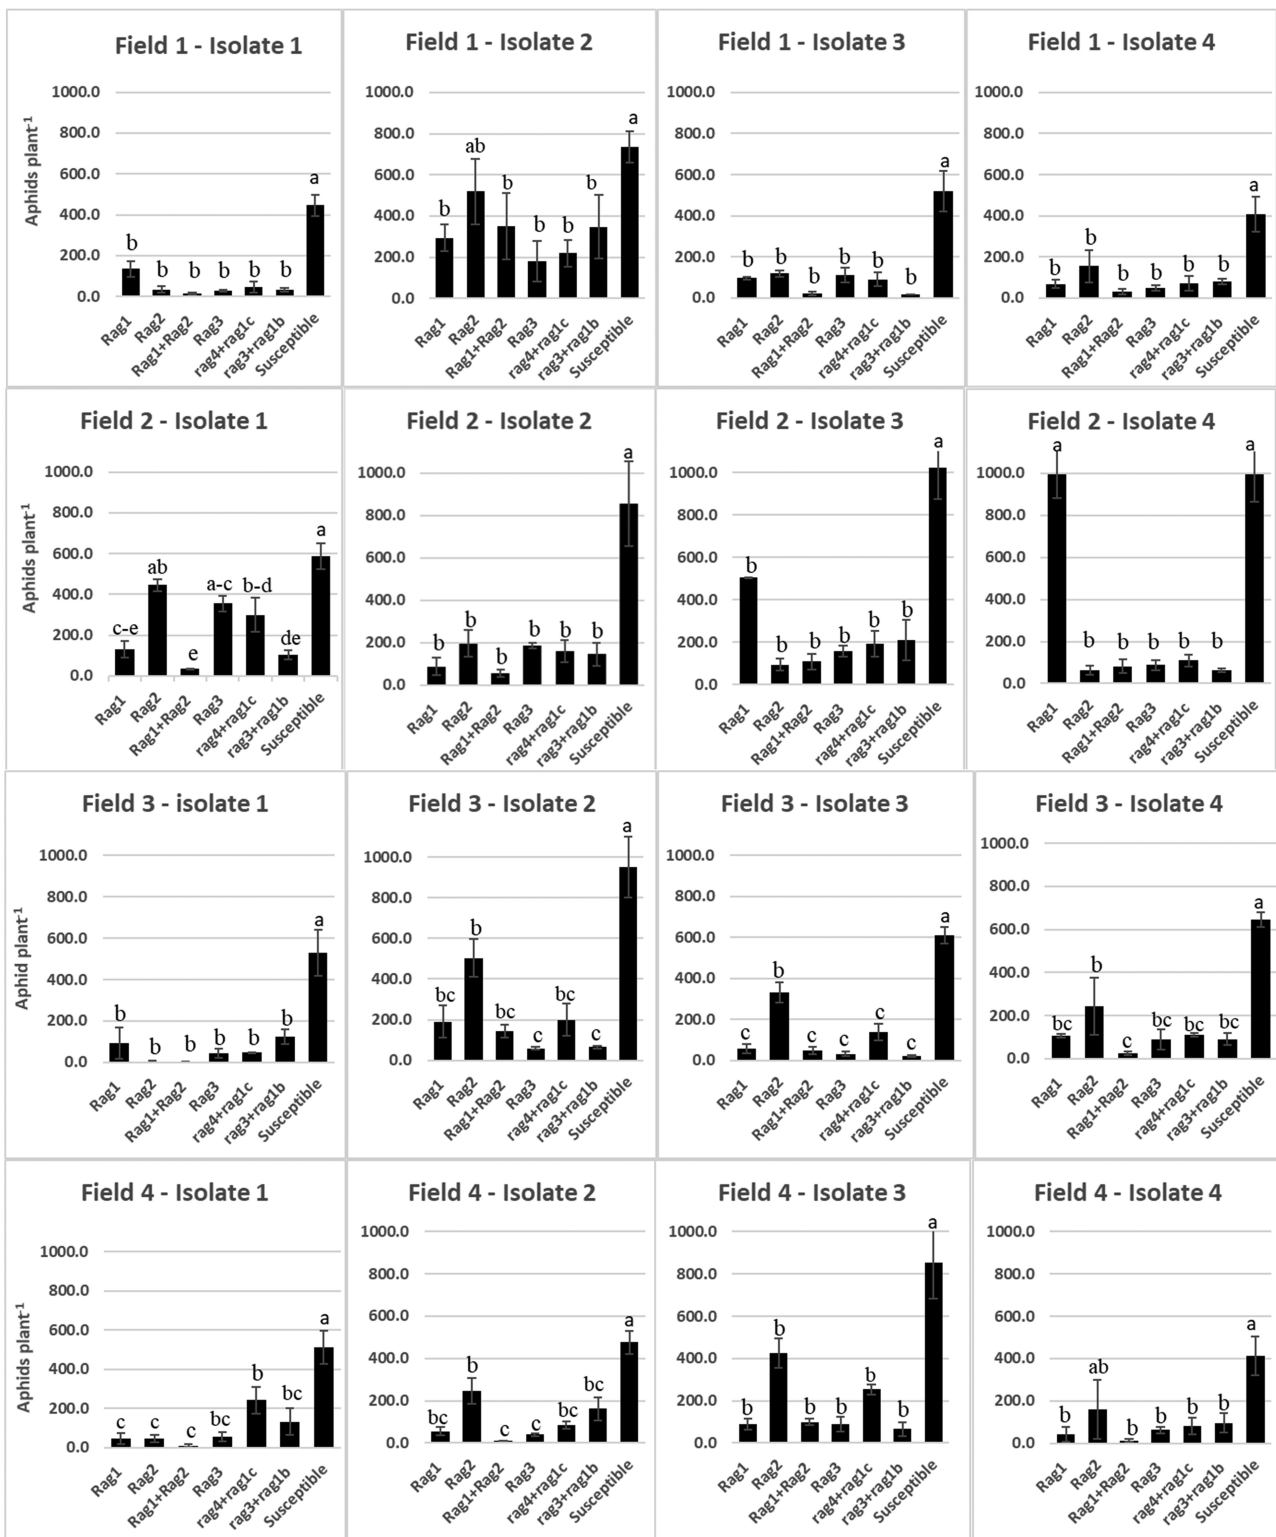 Field 1 - Isolate 1
Aphids plant-1
1000.0
800.0
600.0
400.0
200.0
0.0
b b b b b b a
Rag1 Rag2 Rag1+Rag2 Rag3 rag4+rag1c rag3+rag1b Susceptible
Field 1 - Isolate 2
1000.0
800.0
600.0
400.0
200.0
0.0
b ab b b b b a
Rag1 Rag2 Rag1+Rag2 Rag3 rag4+rag1c rag3+rag1b Susceptible
Field 1 - Isolate 3
1000.0
800.0
600.0
400.0
200.0
0.0
b b b b b b a
Rag1 Rag2 Rag1+Rag2 Rag3 rag4+rag1c rag3+rag1b Susceptible
Field 1 - Isolate 4
1000.0
800.0
600.0
400.0
200.0
0.0
b b b b b b a
Rag1 Rag2 Rag1+Rag2 Rag3 rag4+rag1c rag3+rag1b Susceptible
Field 2 - Isolate 1
Aphids plant-1
1000.0
800.0
600.0
400.0
200.0
0.0
c-e ab e a-c b-d de a
Rag1 Rag2 Rag1+Rag2 Rag3 rag4+rag1c rag3+rag1b Susceptible
Field 2 - Isolate 2
1000.0
800.0
600.0
400.0
200.0
0.0
b b b b b b a
Rag1 Rag2 Rag1+Rag2 Rag3 rag4+rag1c rag3+rag1b Susceptible
Field 2 - Isolate 3
1000.0
800.0
600.0
400.0
200.0
0.0
b b b b b b a
Rag1 Rag2 Rag1+Rag2 Rag3 rag4+rag1c rag3+rag1b Susceptible
Field 2 - Isolate 4
1000.0
800.0
600.0
400.0
200.0
0.0
a b b b b b a
Rag1 Rag2 Rag1+Rag2 Rag3 rag4+rag1c rag3+rag1b Susceptible
Field 3 - isolate 1
Aphid plant-1
1000.0
800.0
600.0
400.0
200.0
0.0
b b b b b b a
Rag1 Rag2 Rag1+Rag2 Rag3 rag4+rag1c rag3+rag1b Susceptible
Field 3 - Isolate 2
1000.0
800.0
600.0
400.0
200.0
0.0
bc b bc c bc c a
Rag1 Rag2 Rag1+Rag2 Rag3 rag4+rag1c rag3+rag1b Susceptible
Field 3 - Isolate 3
1000.0
800.0
600.0
400.0
200.0
0.0
c b c c c c a
Rag1 Rag2 Rag1+Rag2 Rag3 rag4+rag1c rag3+rag1b Susceptible
Field 3 - Isolate 4
1000.0
800.0
600.0
400.0
200.0
0.0
bc b c bc bc bc a
Rag1 Rag2 Rag1+Rag2 Rag3 rag4+rag1c rag3+rag1b Susceptible
Field 4 - Isolate 1
Aphids plant-1
1000.0
800.0
600.0
400.0
200.0
0.0
c c c bc b bc a
Rag1 Rag2 Rag1+Rag2 Rag3 rag4+rag1c rag3+rag1b Susceptible
Field 4 - Isolate 2
1000.0
800.0
600.0
400.0
200.0
0.0
bc b c c bc bc a
Rag1 Rag2 Rag1+Rag2 Rag3 rag4+rag1c rag3+rag1b Susceptible
Field 4 - Isolate 3
1000.0
800.0
600.0
400.0
200.0
0.0
b b b b b b a
Rag1 Rag2 Rag1+Rag2 Rag3 rag4+rag1c rag3+rag1b Susceptible
Field 4 - Isolate 4
1000.0
800.0
600.0
400.0
200.0
0.0
b ab b b b b a
Rag1 Rag2 Rag1+Rag2 Rag3 rag4+rag1c rag3+rag1b Susceptible